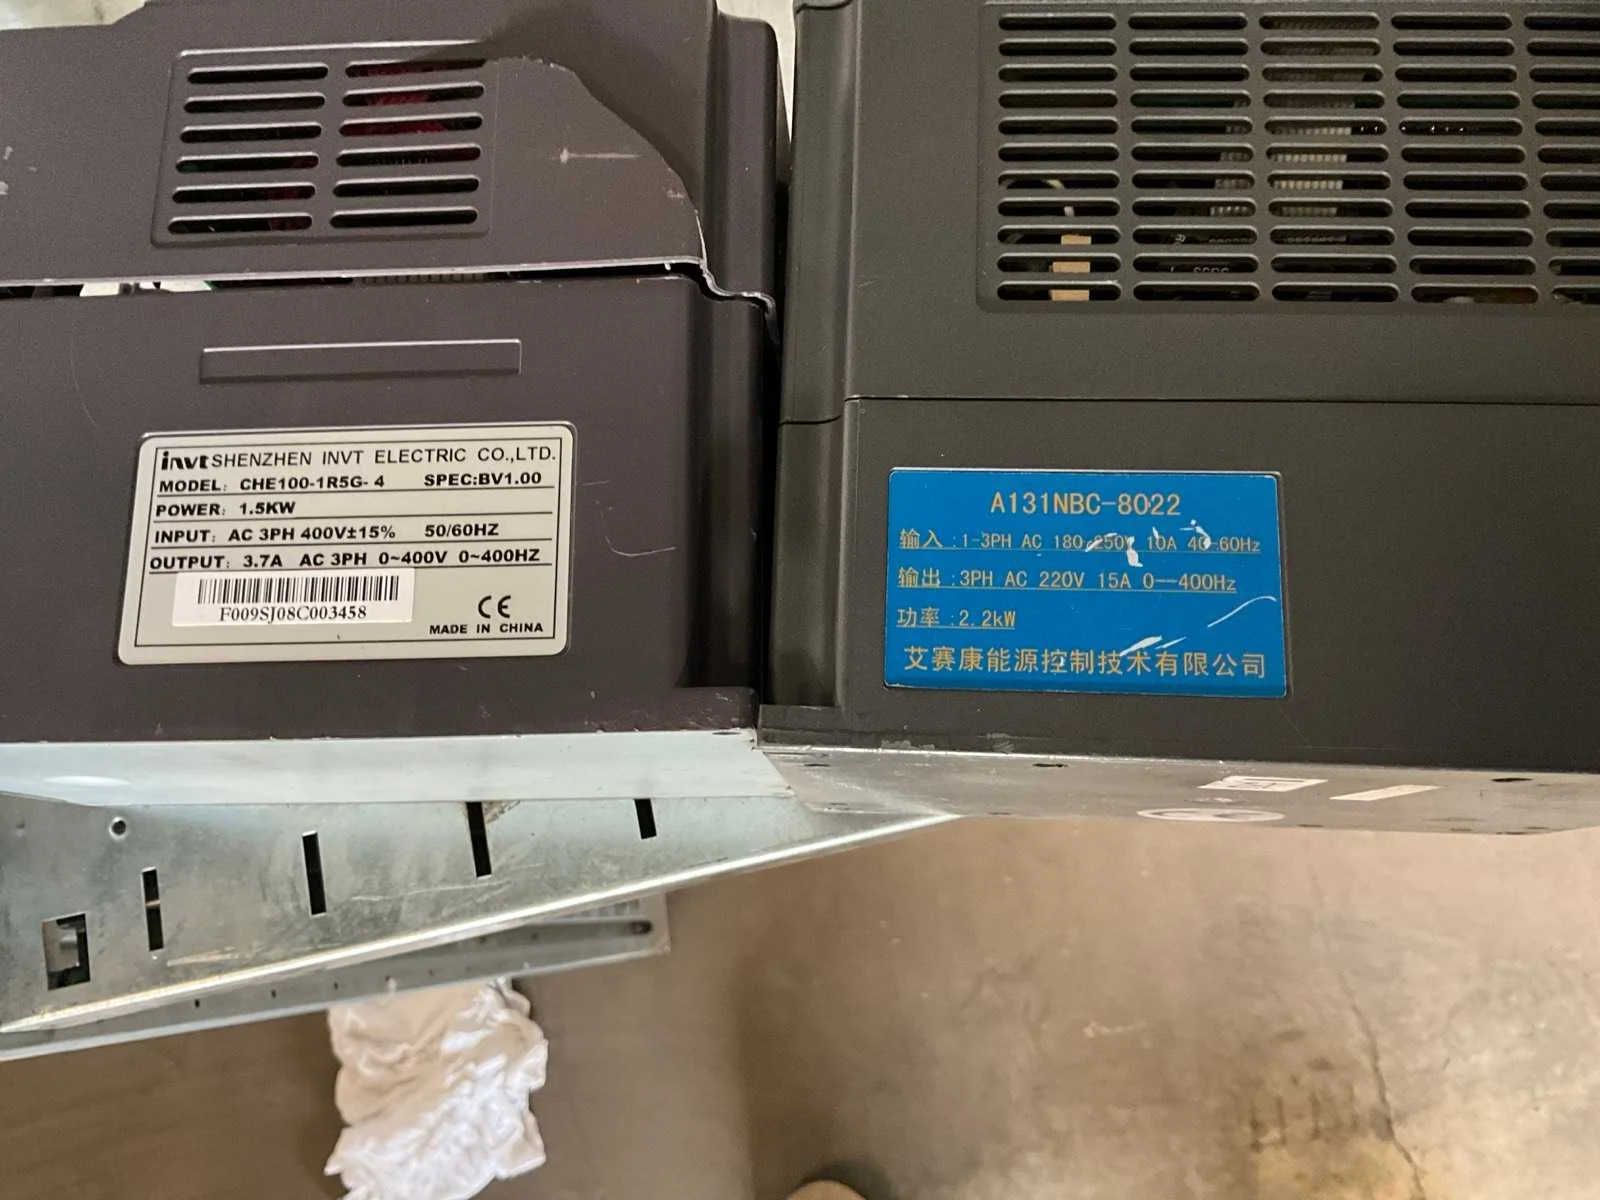 invt SHENZHEN INVT ELECTRIC CO.,LTD.
MODEL: CHE100-1R5G- 4 SPEC:BV1.00
POWER: 1.5KW
INPUT: AC 3PH 400V±15% 50/60HZ
OUTPUT: 3.7A AC 3PH 0~400V 0~400HZ
F009SJ08C003458
CE
MADE IN CHINA
A131NBC-8022
输入:1-3PH AC 180-250V 10A 40-60Hz
输出:3PH AC 220V 15A 0--400Hz
功率:2.2kW
艾赛康能源控制技术有限公司